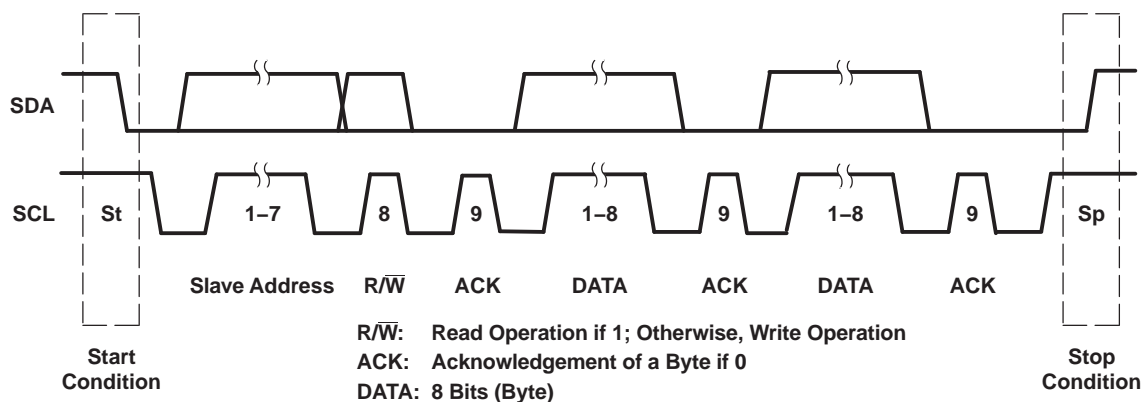 SDA
SCL St 1–7 8 9 1–8 9 1–8 9 Sp
Slave Address R/W̅ ACK DATA ACK DATA ACK
R/W̅: Read Operation if 1; Otherwise, Write Operation
ACK: Acknowledgement of a Byte if 0
DATA: 8 Bits (Byte)
Start
Condition
Stop
Condition